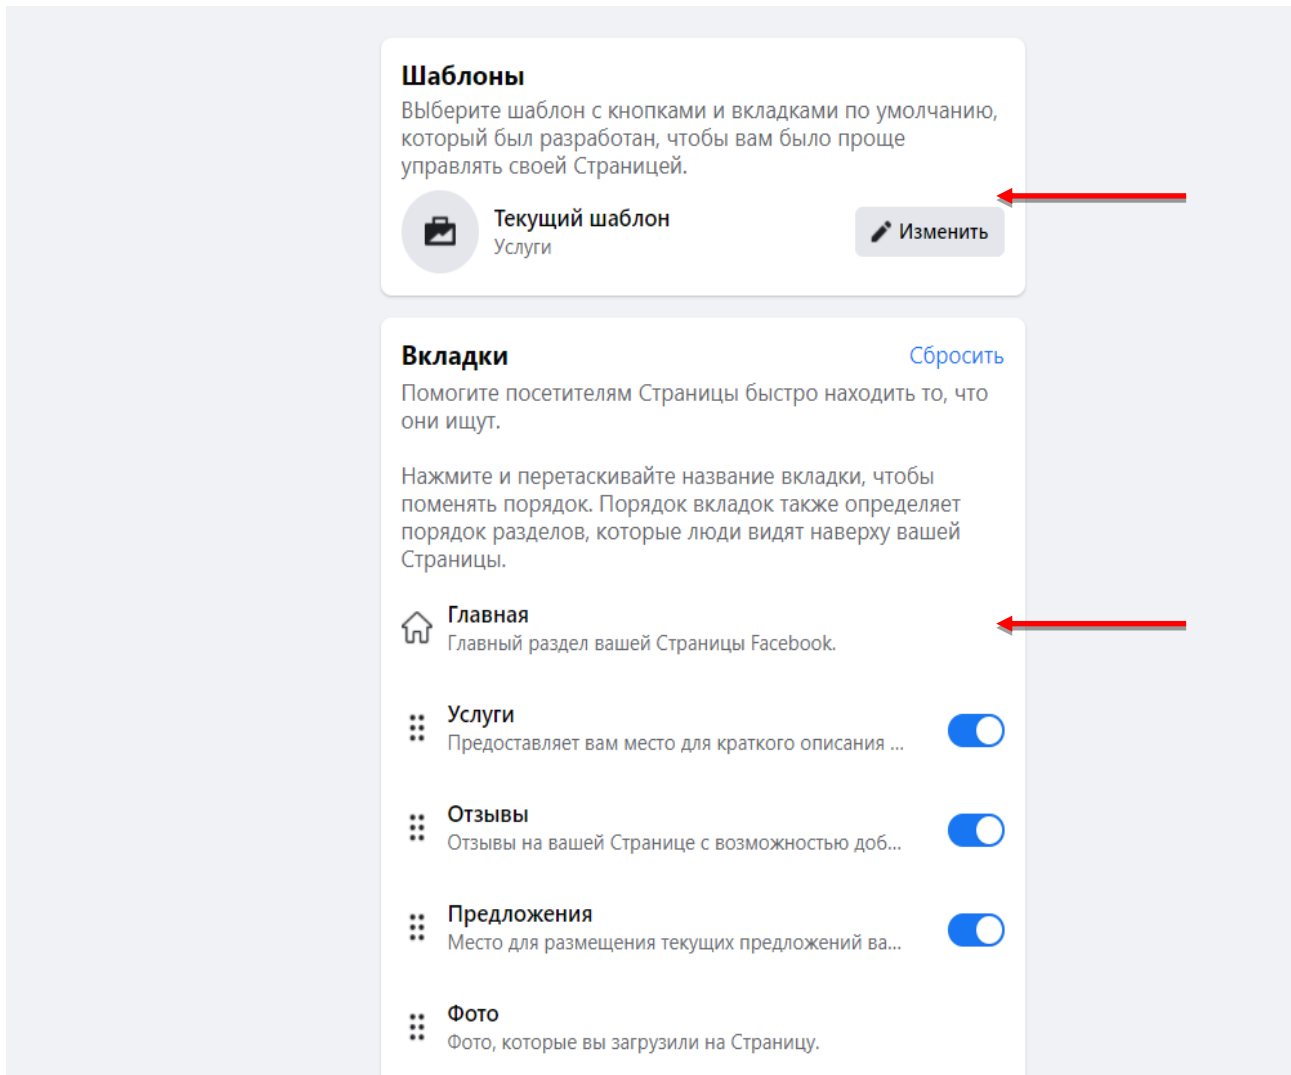 Шаблоны
ВЫберите шаблон с кнопками и вкладками по умолчанию,
который был разработан, чтобы вам было проще
управлять своей Страницей.
Текущий шаблон
Услуги
Изменить
Вкладки
Сбросить
Помогите посетителям Страницы быстро находить то, что
они ищут.
Нажмите и перетаскивайте название вкладки, чтобы
поменять порядок. Порядок вкладок также определяет
порядок разделов, которые люди видят наверху вашей
Страницы.
Главная
Главный раздел вашей Страницы Facebook.
Услуги
Предоставляет вам место для краткого описания ...
Отзывы
Отзывы на вашей Странице с возможностью доб...
Предложения
Место для размещения текущих предложений ва...
Фото
Фото, которые вы загрузили на Страницу.